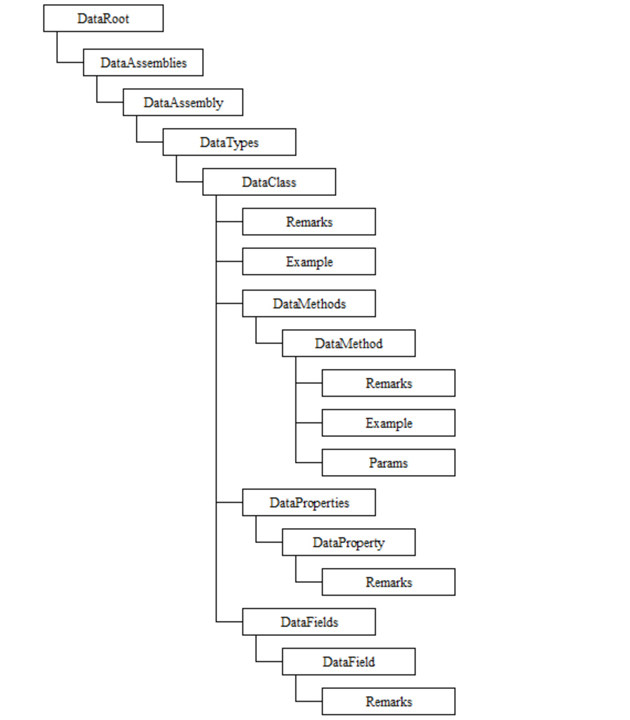 DataRoot
DataAssemblies
DataAssembly
DataTypes
DataClass
Remarks
Example
DataMethods
DataMethod
Remarks
Example
Params
DataProperties
DataProperty
Remarks
DataFields
DataField
Remarks